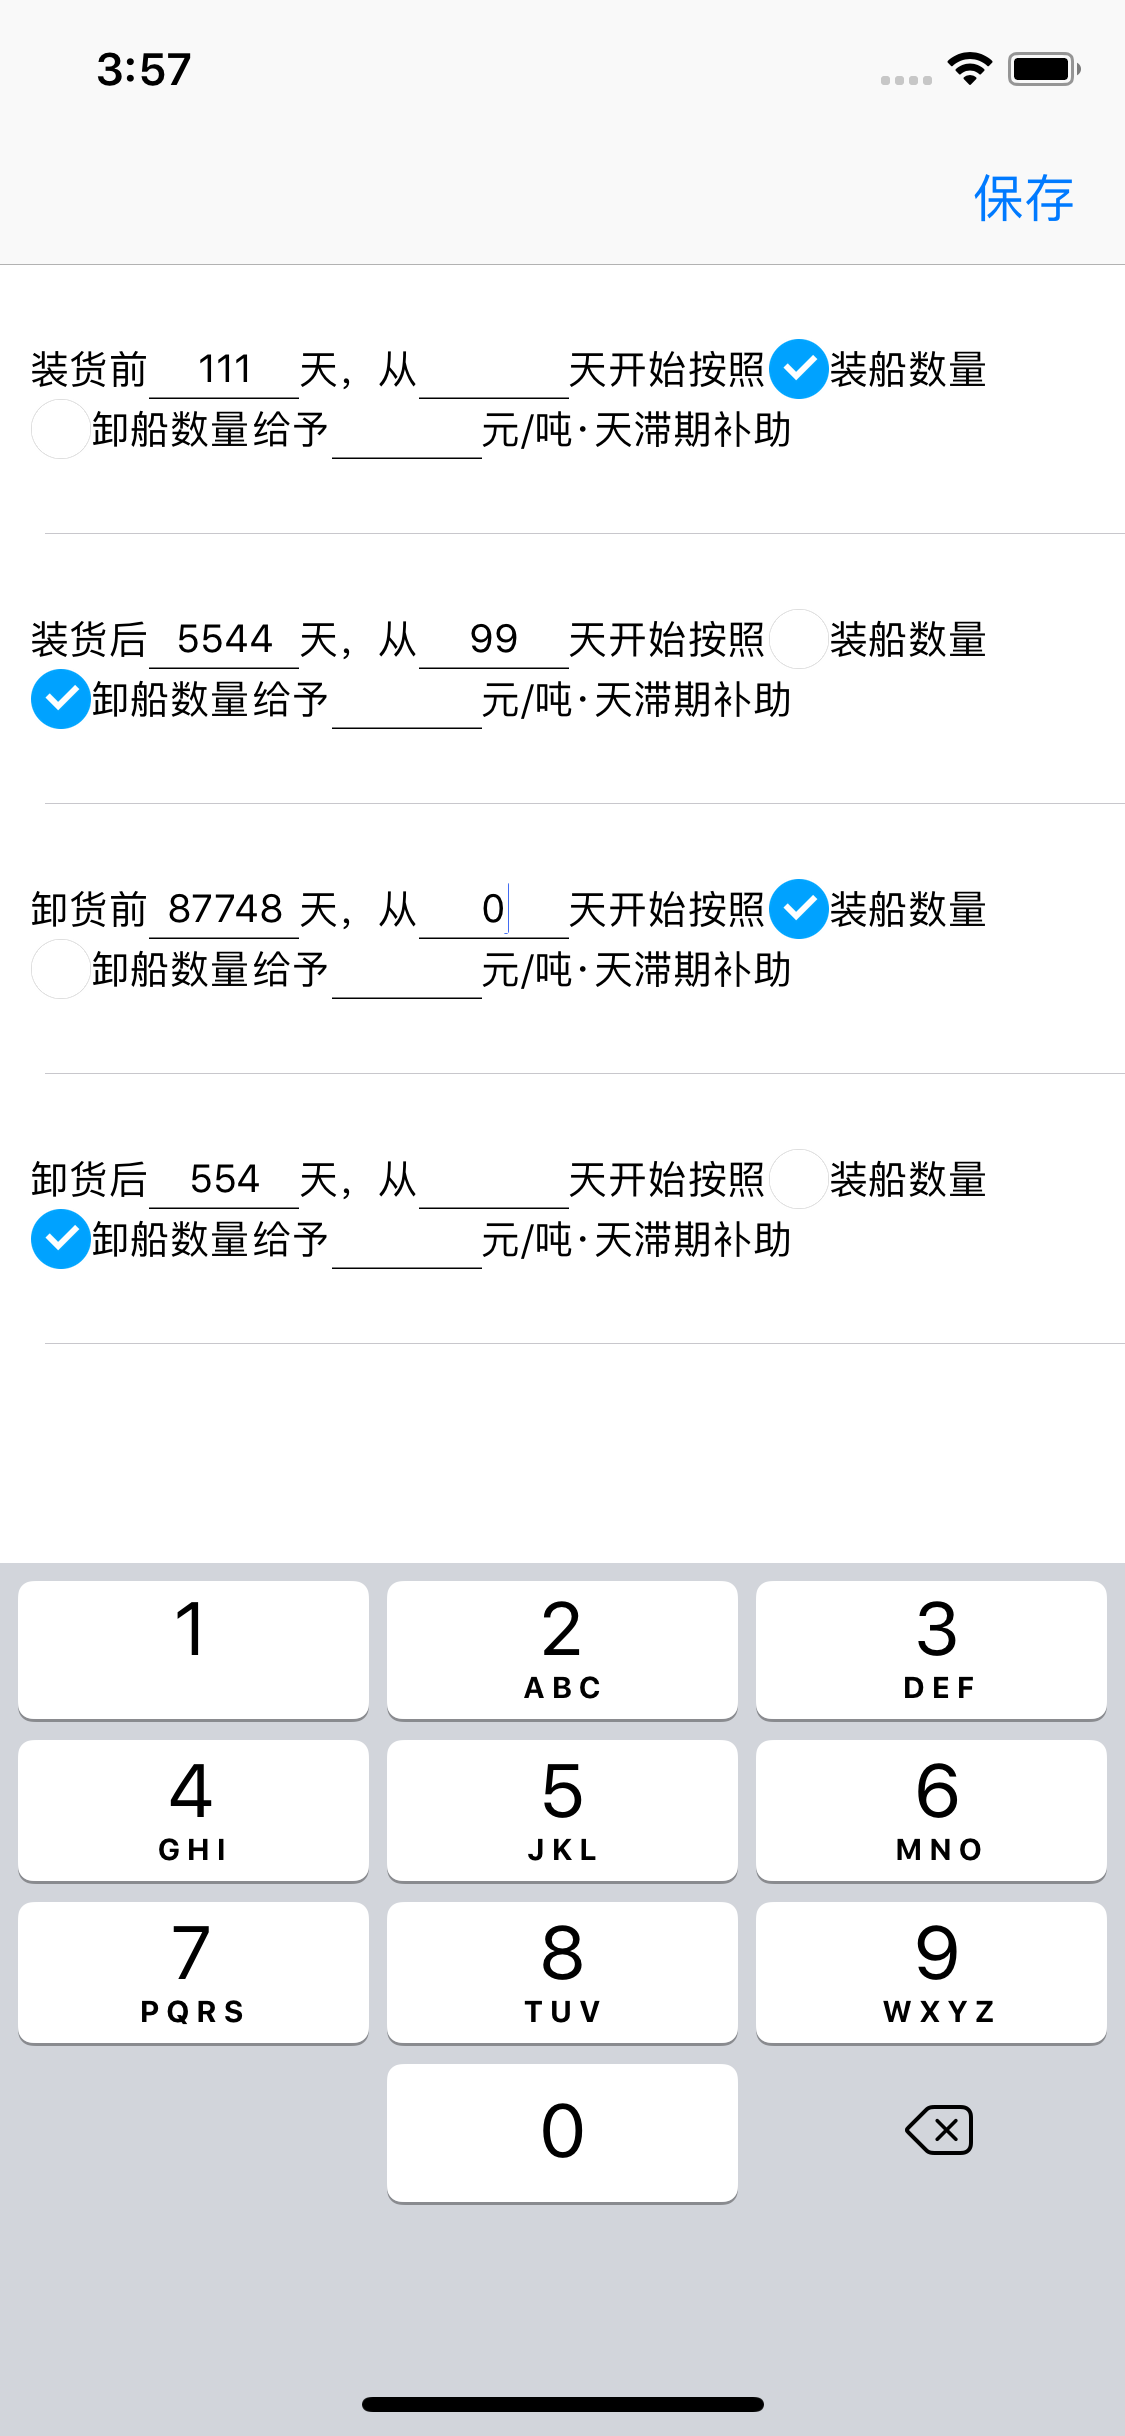 3:57
保存
装货前 111 天，从 天开始按照 装船数量
卸船数量给予 元/吨·天滞期补助
装货后 5544 天，从 99 天开始按照 装船数量
卸船数量给予 元/吨·天滞期补助
卸货前 87748 天，从 0 天开始按照 装船数量
卸船数量给予 元/吨·天滞期补助
卸货后 554 天，从 天开始按照 装船数量
卸船数量给予 元/吨·天滞期补助
1 2 3
ABC DEF
4 5 6
GHI JKL MNO
7 8 9
PQRS TUV WXYZ
0